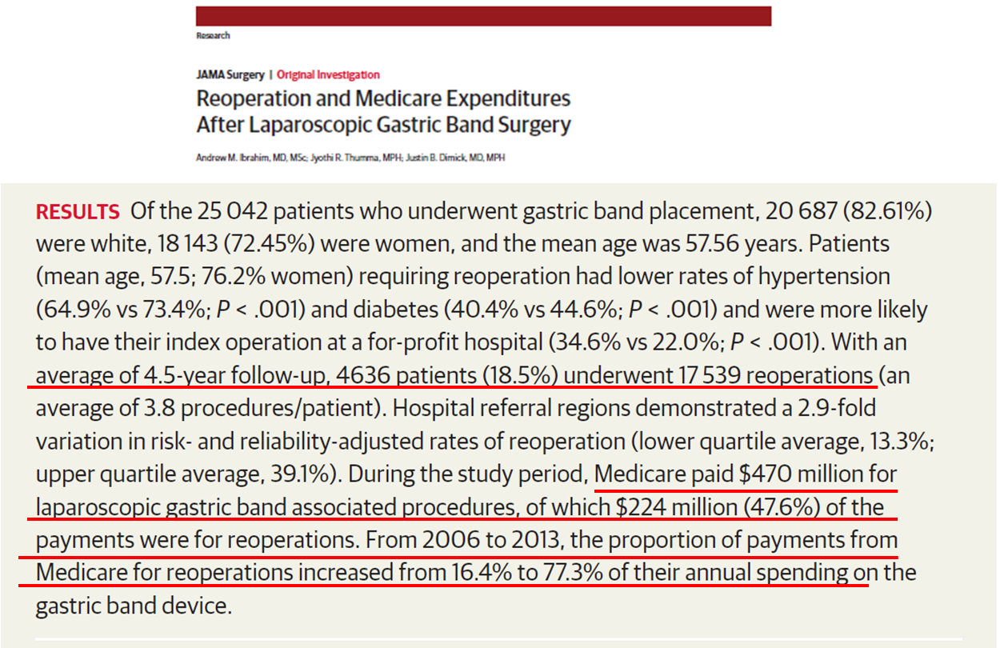 Research
JAMA Surgery | Original Investigation
Reoperation and Medicare Expenditures
After Laparoscopic Gastric Band Surgery
Andrew M. Ibrahim, MD, MSc; Jyothi R. Thumma, MPH; Justin B. Dimick, MD, MPH
RESULTS Of the 25 042 patients who underwent gastric band placement, 20 687 (82.61%)
were white, 18 143 (72.45%) were women, and the mean age was 57.56 years. Patients
(mean age, 57.5; 76.2% women) requiring reoperation had lower rates of hypertension
(64.9% vs 73.4%; P < .001) and diabetes (40.4% vs 44.6%; P < .001) and were more likely
to have their index operation at a for-profit hospital (34.6% vs 22.0%; P < .001). With an
average of 4.5-year follow-up, 4636 patients (18.5%) underwent 17 539 reoperations (an
average of 3.8 procedures/patient). Hospital referral regions demonstrated a 2.9-fold
variation in risk- and reliability-adjusted rates of reoperation (lower quartile average, 13.3%;
upper quartile average, 39.1%). During the study period, Medicare paid $470 million for
laparoscopic gastric band associated procedures, of which $224 million (47.6%) of the
payments were for reoperations. From 2006 to 2013, the proportion of payments from
Medicare for reoperations increased from 16.4% to 77.3% of their annual spending on the
gastric band device.